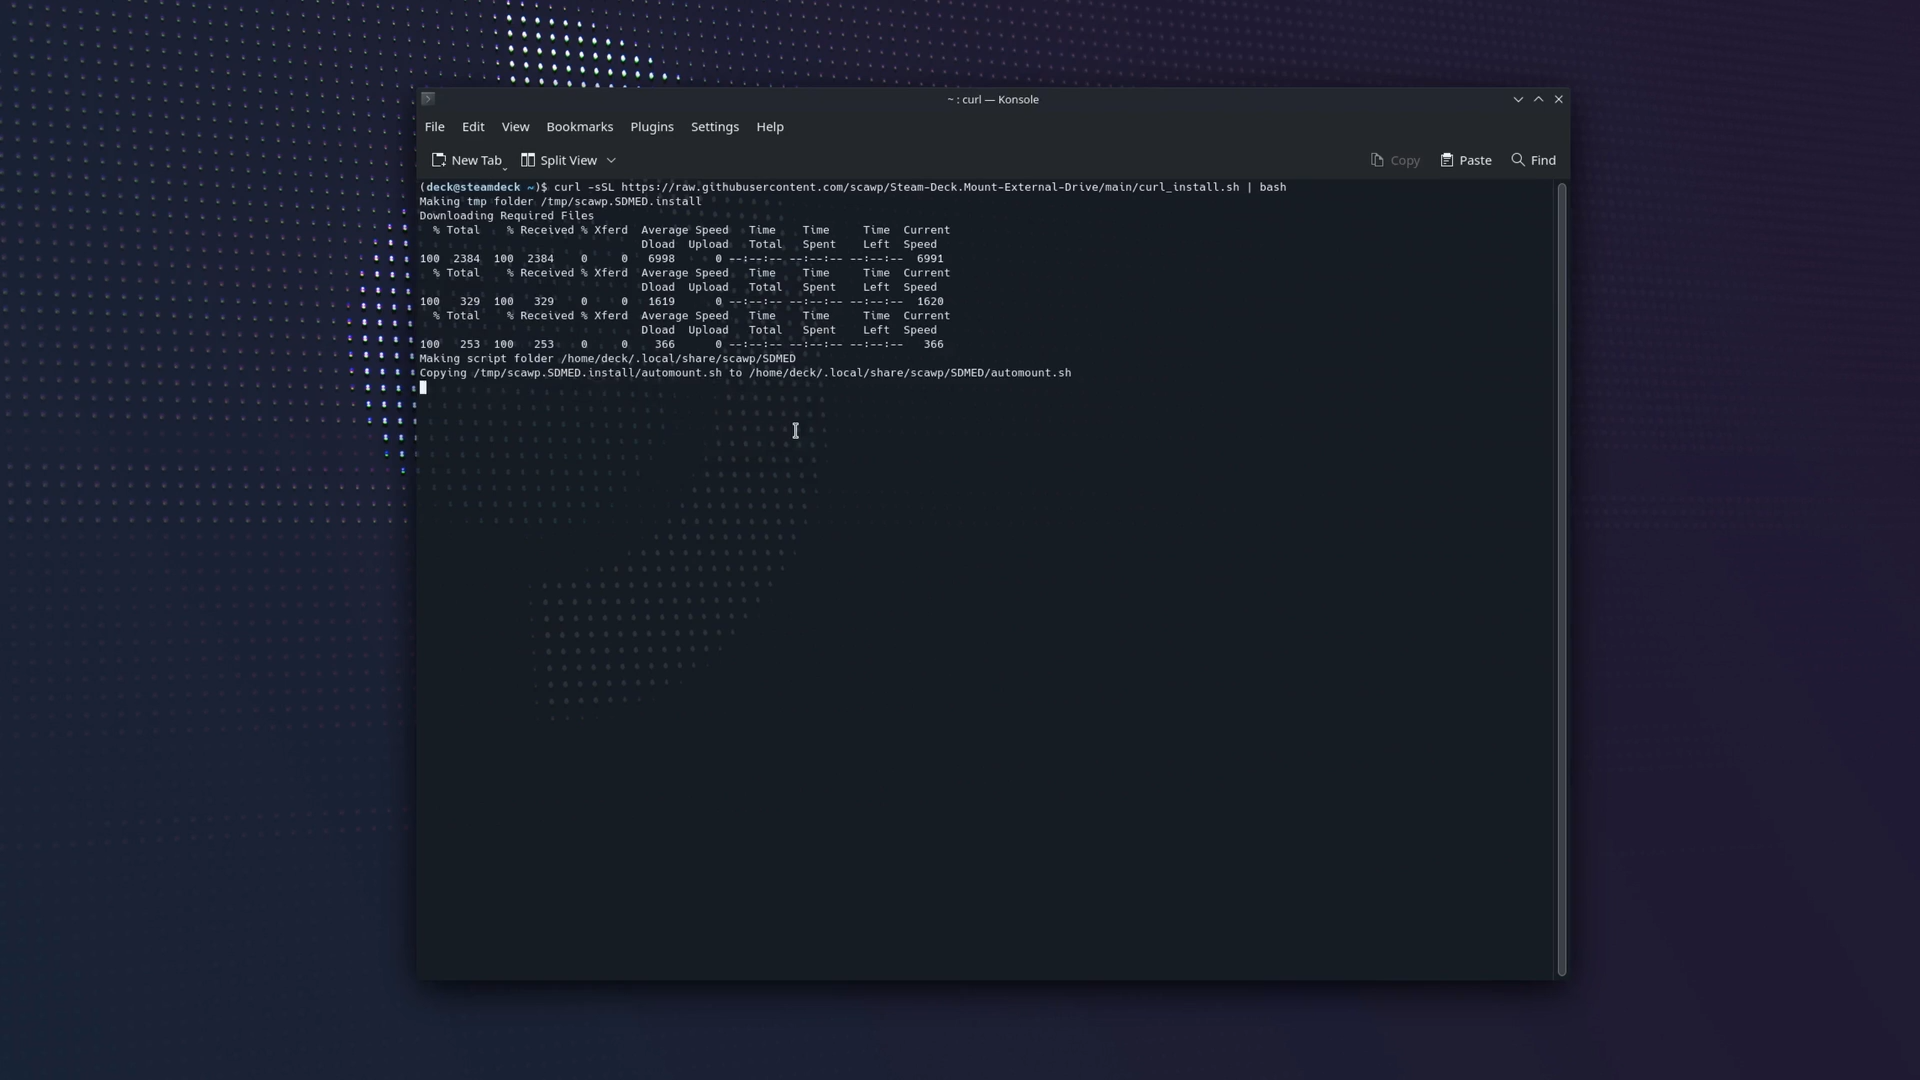 ~ : curl — Konsole
File Edit View Bookmarks Plugins Settings Help
New Tab Split View Copy Paste Find
(deck@steamdeck ~)$ curl -sSL https://raw.githubusercontent.com/scawp/Steam-Deck.Mount-External-Drive/main/curl_install.sh | bash
Making tmp folder /tmp/scawp.SDMED.install
Downloading Required Files
  % Total    % Received % Xferd  Average Speed   Time    Time     Time  Current
                                 Dload  Upload   Total   Spent    Left  Speed
100  2384  100  2384    0     0   6998      0 --:--:-- --:--:-- --:--:--  6991
  % Total    % Received % Xferd  Average Speed   Time    Time     Time  Current
                                 Dload  Upload   Total   Spent    Left  Speed
100   329  100   329    0     0   1619      0 --:--:-- --:--:-- --:--:--  1620
  % Total    % Received % Xferd  Average Speed   Time    Time     Time  Current
                                 Dload  Upload   Total   Spent    Left  Speed
100   253  100   253    0     0    366      0 --:--:-- --:--:-- --:--:--   366
Making script folder /home/deck/.local/share/scawp/SDMED
Copying /tmp/scawp.SDMED.install/automount.sh to /home/deck/.local/share/scawp/SDMED/automount.sh